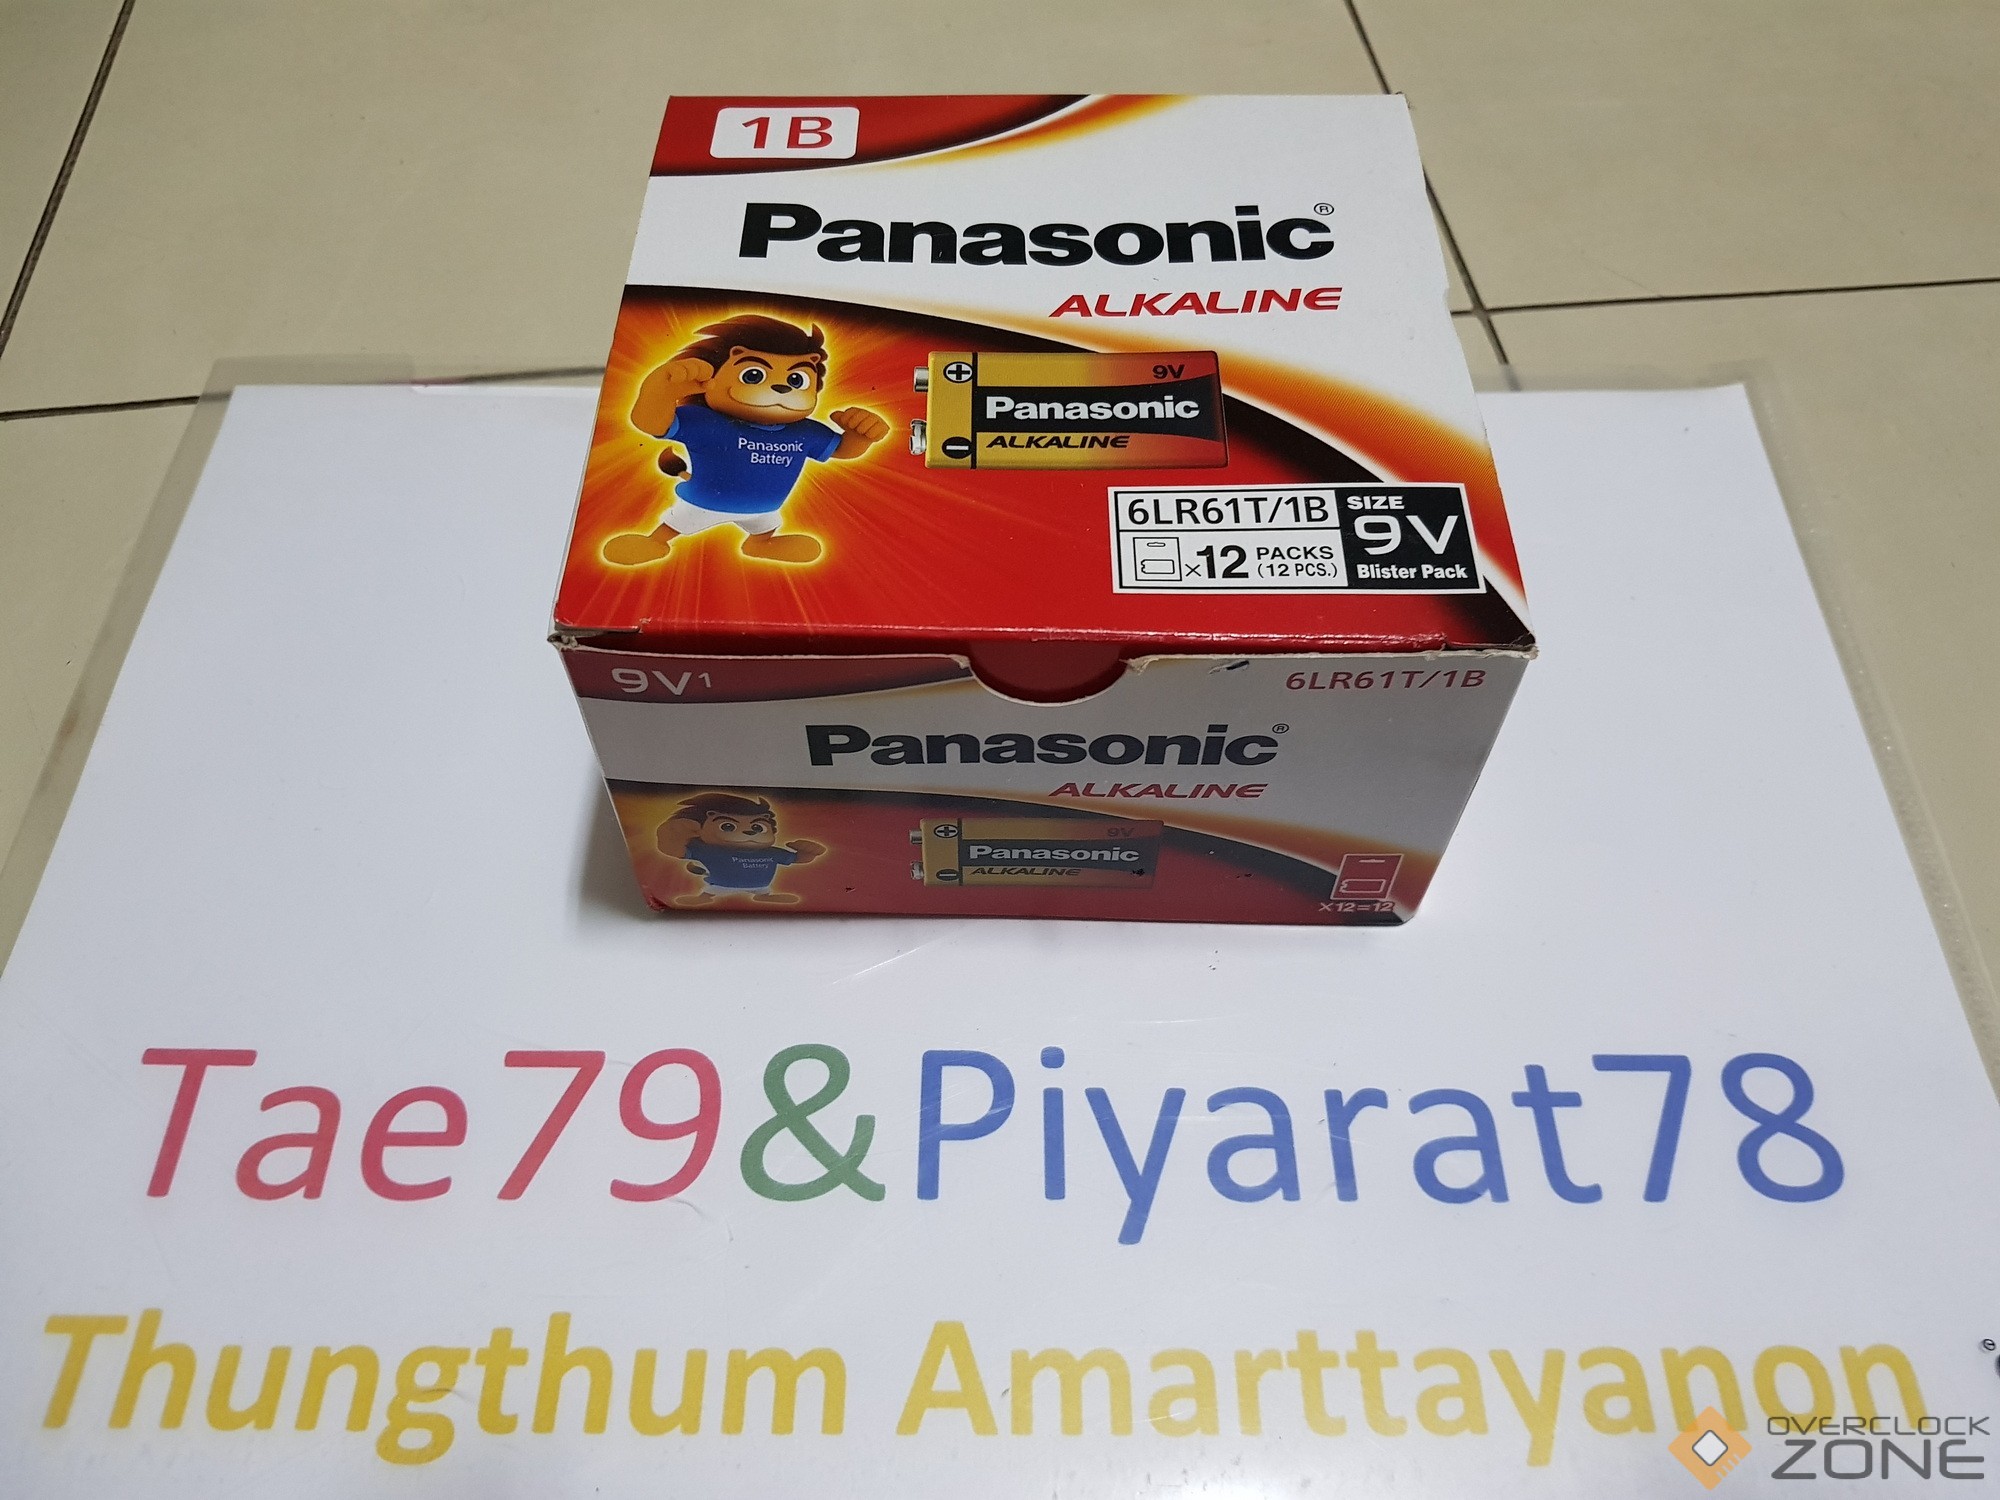 1B
Panasonic®
ALKALINE
Panasonic
Battery
+
9V
Panasonic
ALKALINE
6LR61T/1B
x12 PACKS
(12 PCS.)
SIZE
9V
Blister Pack
9V1
6LR61T/1B
Panasonic®
ALKALINE
Panasonic
Battery
9V
Panasonic
ALKALINE
x12=12
Tae79&Piyarat78
Thungthum Amarttayanon
OVERCLOCK
ZONE